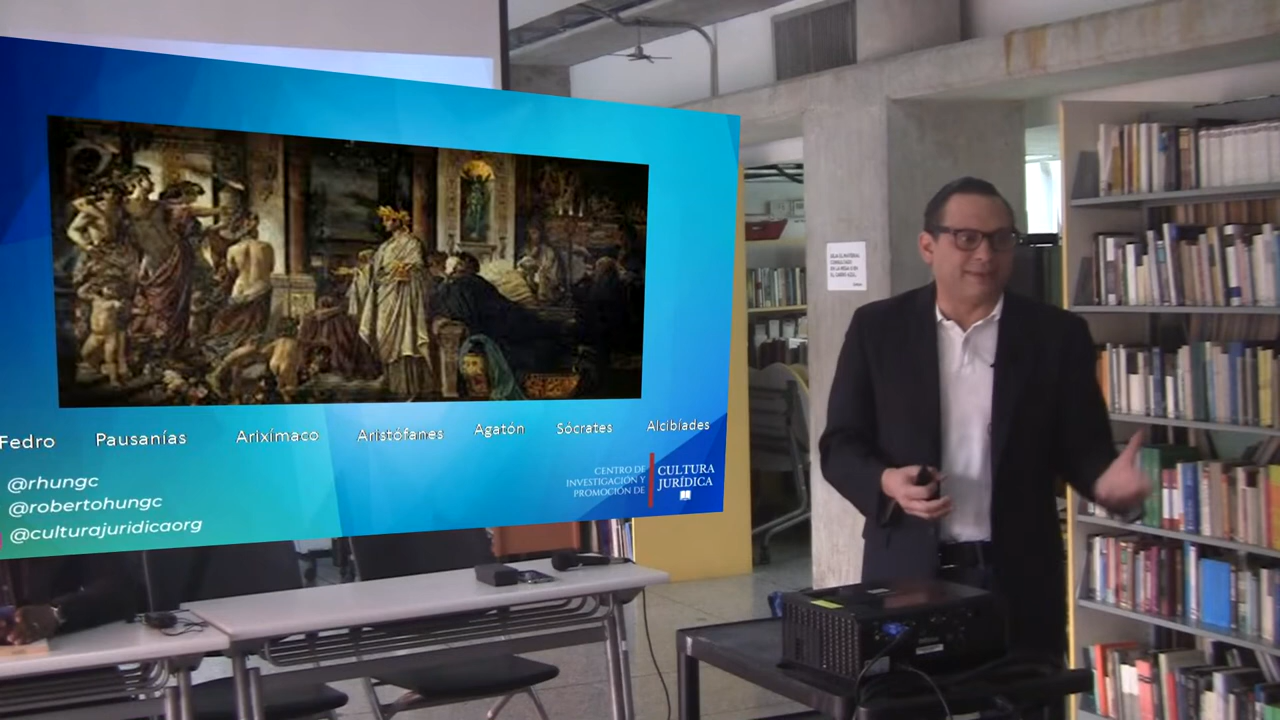 Fedro Pausanías Arixímaco Aristófanes Agatón Sócrates Alcibíades
@rhungc
@robertohungc
@culturajuridicaorg
CENTRO DE
INVESTIGACIÓN Y
PROMOCIÓN DE
CULTURA
JURÍDICA